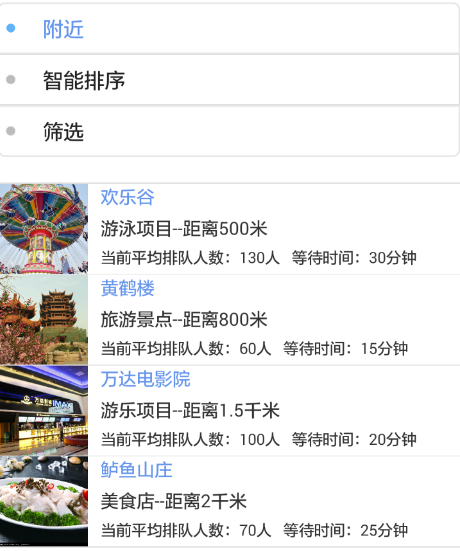 附近
智能排序
筛选
欢乐谷
游泳项目--距离500米
当前平均排队人数：130人 等待时间：30分钟
黄鹤楼
旅游景点--距离800米
当前平均排队人数：60人 等待时间：15分钟
万达电影院
游乐项目--距离1.5千米
当前平均排队人数：100人 等待时间：20分钟
鲈鱼山庄
美食店--距离2千米
当前平均排队人数：70人 等待时间：25分钟